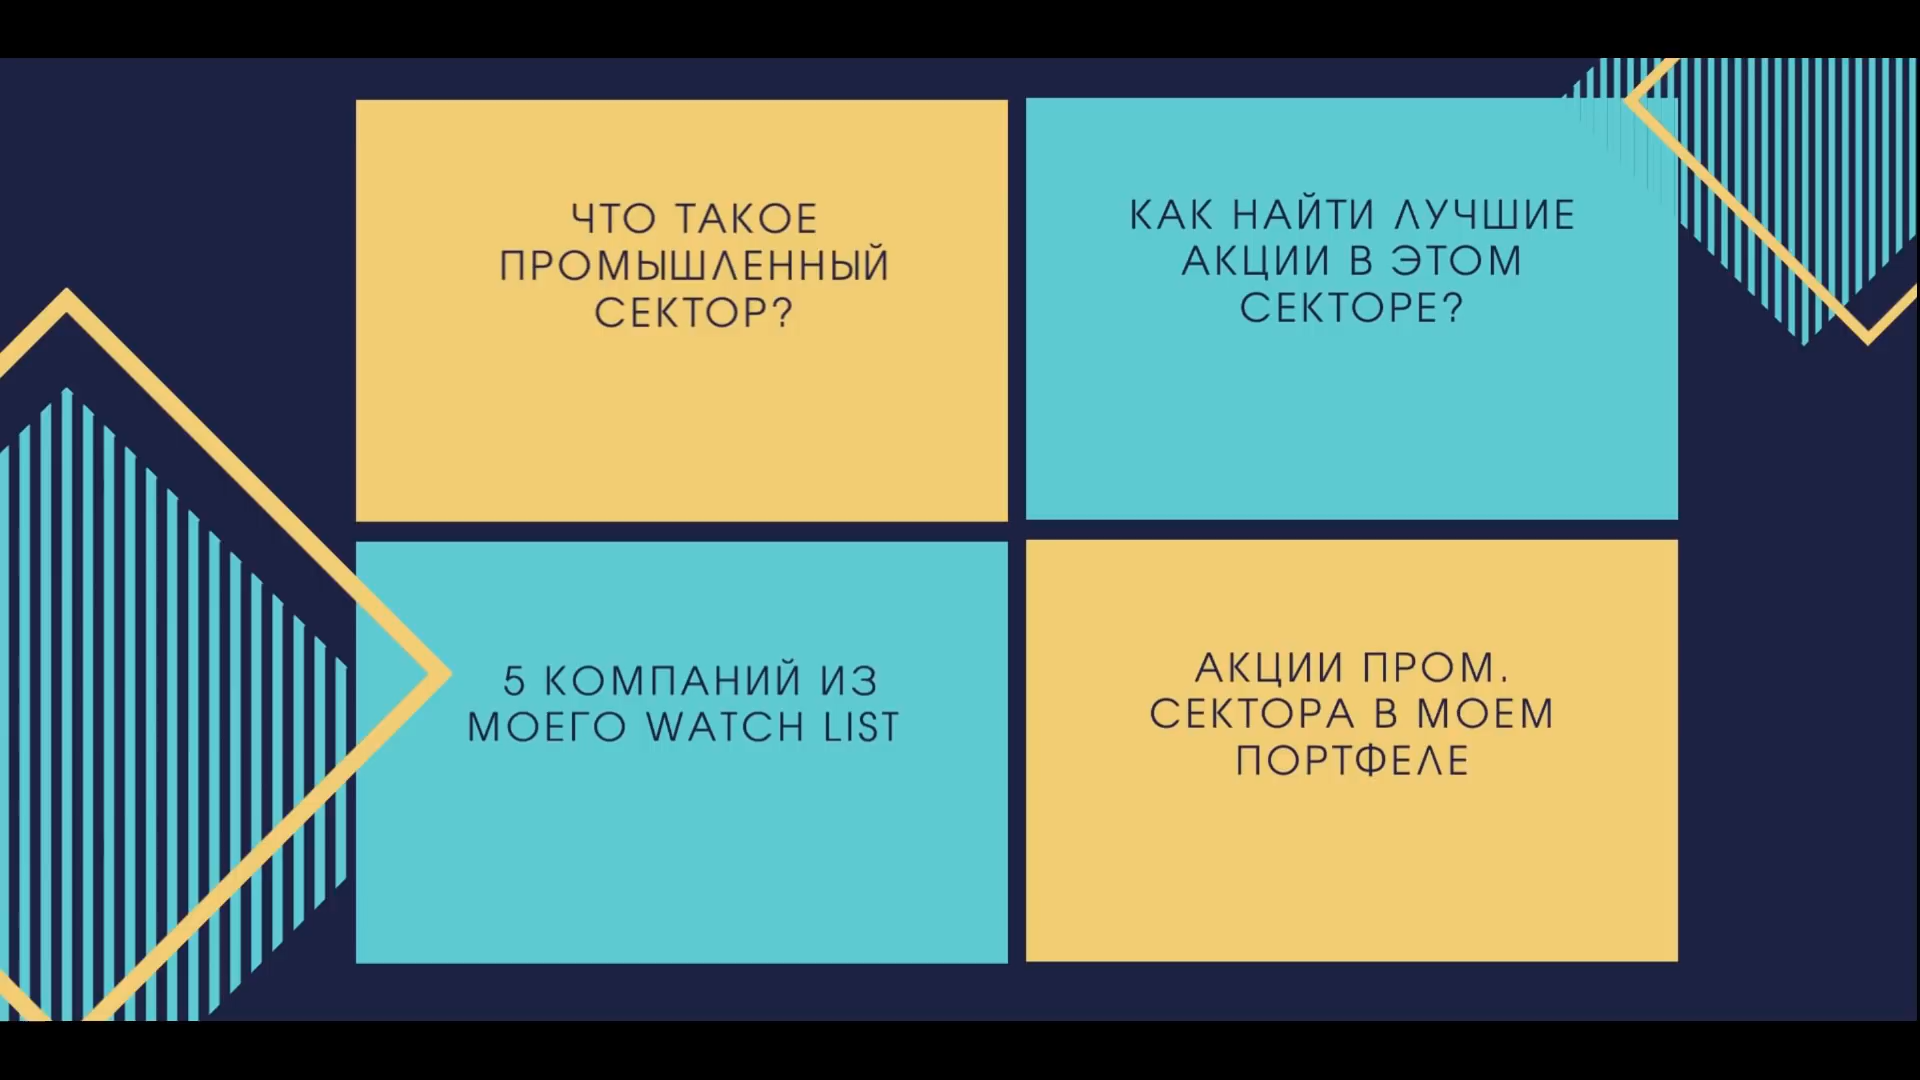 ЧТО ТАКОЕ
ПРОМЫШЛЕННЫЙ
СЕКТОР?
КАК НАЙТИ ЛУЧШИЕ
АКЦИИ В ЭТОМ
СЕКТОРЕ?
5 КОМПАНИЙ ИЗ
МОЕГО WATCH LIST
АКЦИИ ПРОМ.
СЕКТОРА В МОЕМ
ПОРТФЕЛЕ